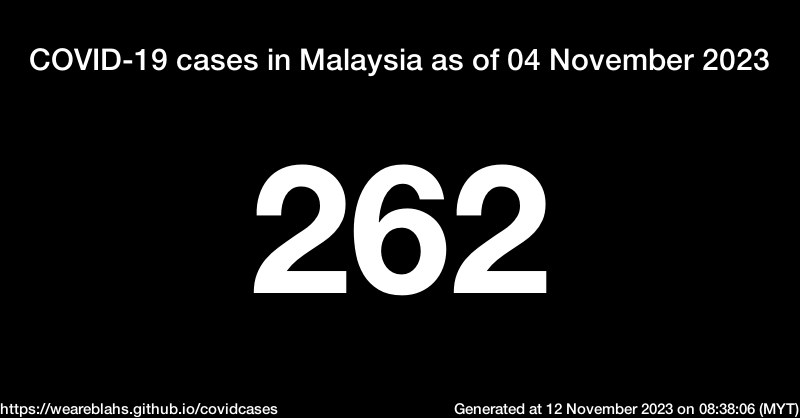 COVID-19 cases in Malaysia as of 04 November 2023
262
https://weareblahs.github.io/covidcases
Generated at 12 November 2023 on 08:38:06 (MYT)